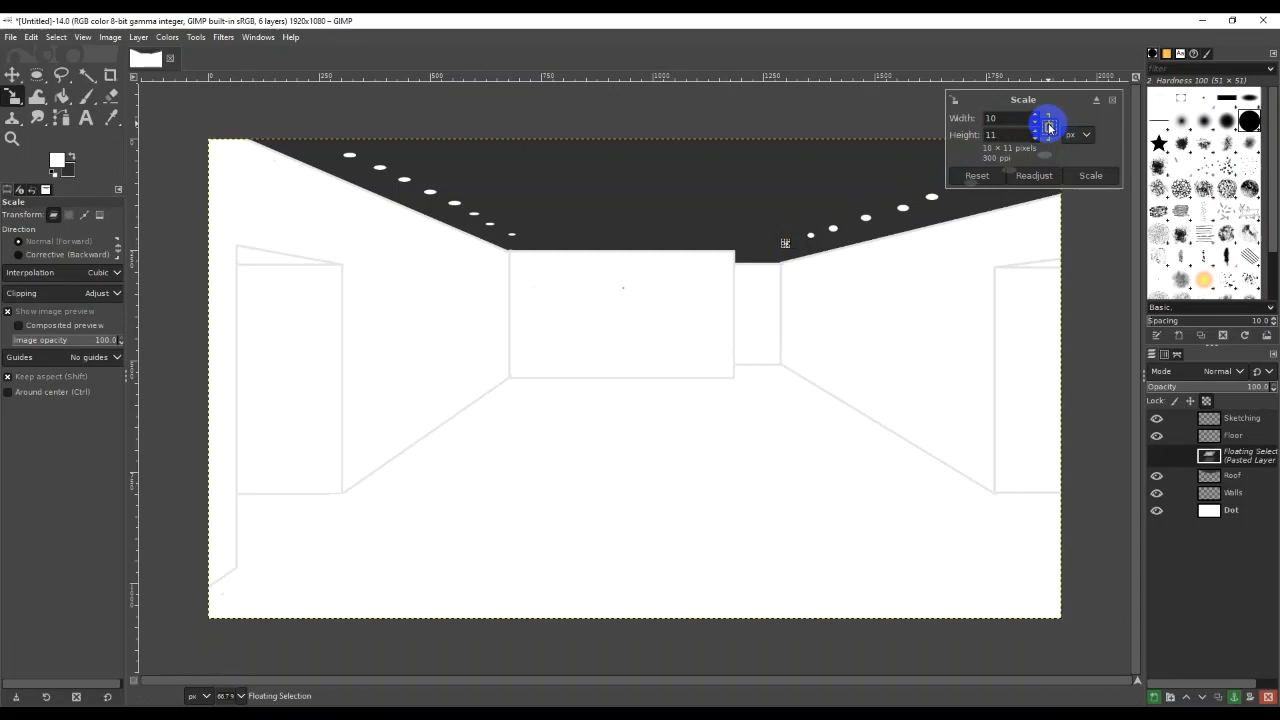 *[Untitled]-14.0 (RGB color 8-bit gamma integer, GIMP built-in sRGB, 6 layers) 1920x1080 – GIMP
File Edit Select View Image Layer Colors Tools Filters Windows Help
0 250 500 750 1000 1250 1500 1750 2000
Scale
Transform:
Direction
Normal (Forward)
Corrective (Backward)
Interpolation Cubic
Clipping Adjust
Show image preview
Composited preview
Image opacity 100.0
Guides No guides
Keep aspect (Shift)
Around center (Ctrl)
Scale
Width: 10
Height: 11 px
10 × 11 pixels
300 ppi
Reset Readjust Scale
filter
2. Hardness 100 (51 × 51)
Basic,
Spacing 10.0
Mode Normal
Opacity 100.0
Lock:
Sketching
Floor
Floating Select
(Pasted Layer
Roof
Walls
Dot
px 66.7 Floating Selection